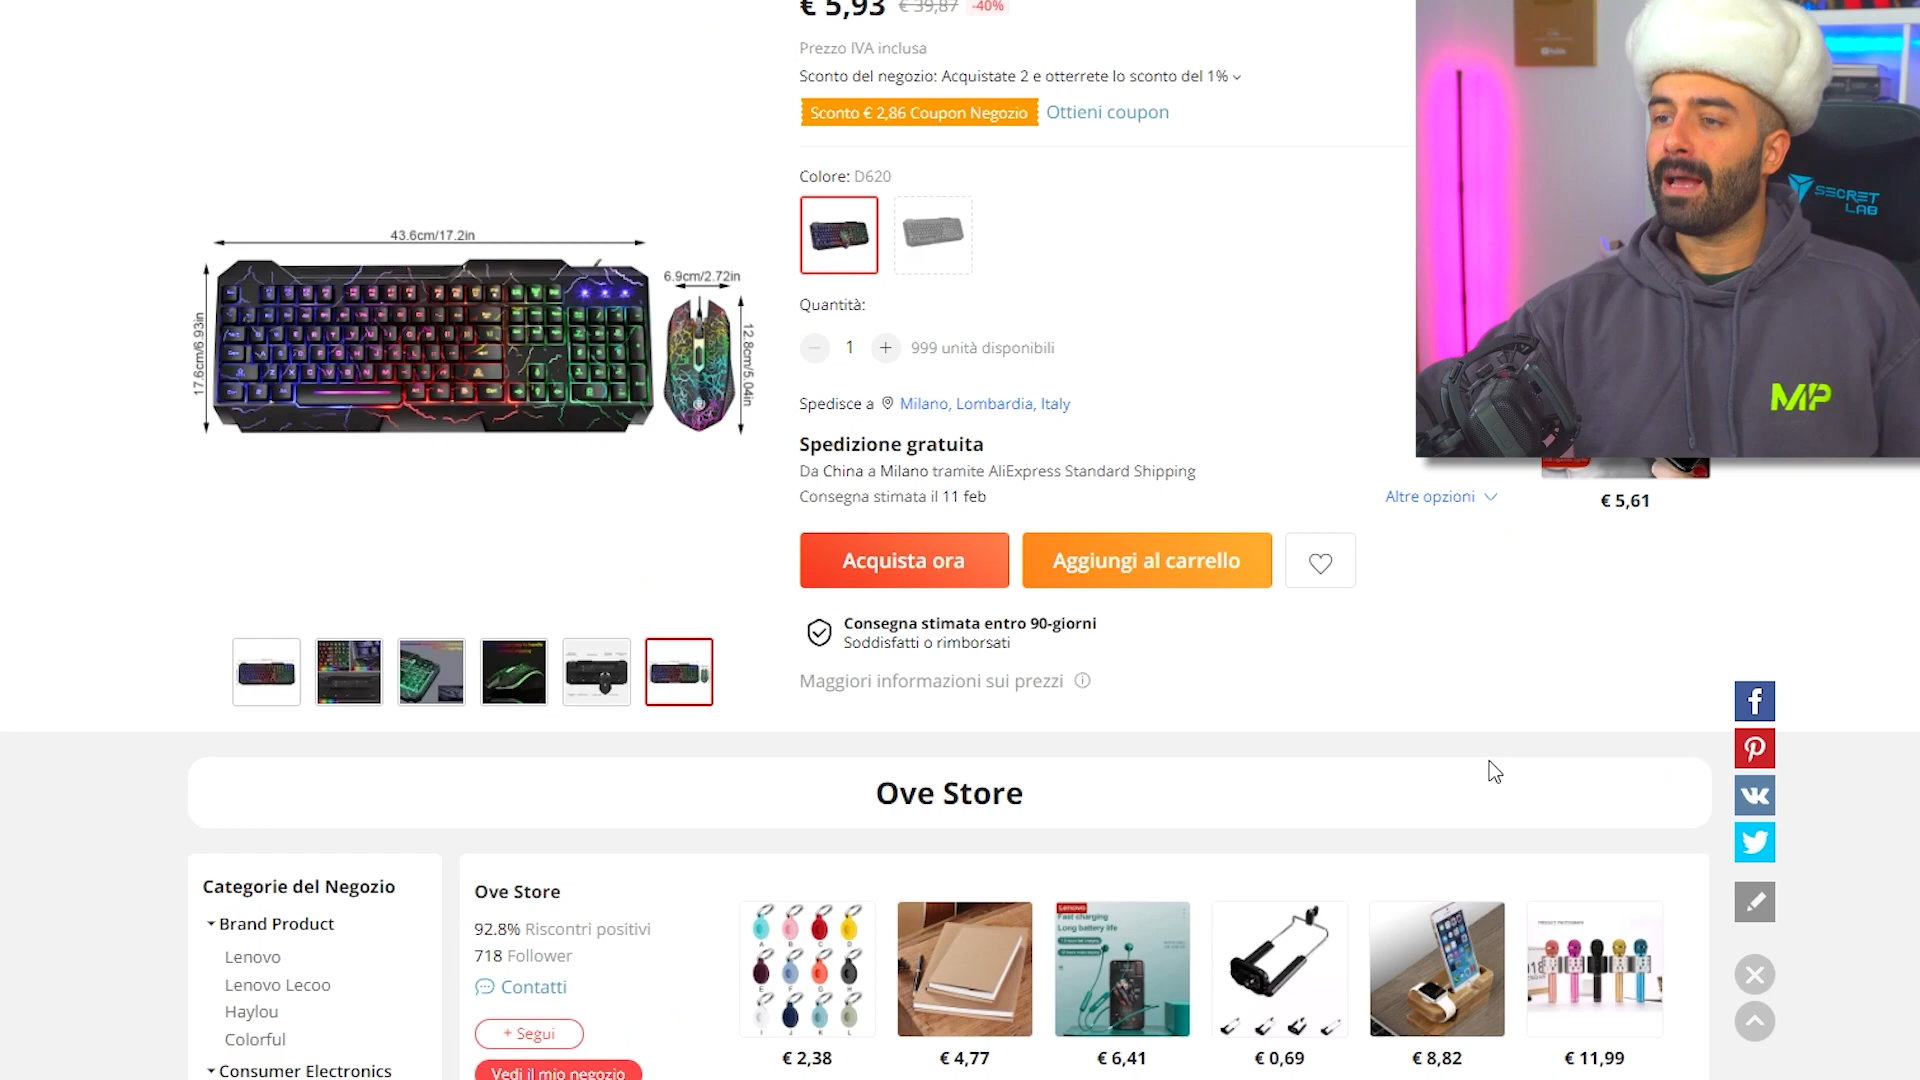 € 5,93 € 39,87 -40%
Prezzo IVA inclusa
Sconto del negozio: Acquistate 2 e otterrete lo sconto del 1%
Sconto € 2,86 Coupon Negozio Ottieni coupon
Colore: D620
43.6cm/17.2in
6.9cm/2.72in
17.6cm/6.93in
12.8cm/5.04in
Quantità:
1
999 unità disponibili
Spedisce a Milano, Lombardia, Italy
Spedizione gratuita
Da China a Milano tramite AliExpress Standard Shipping
Consegna stimata il 11 feb
Altre opzioni
Acquista ora
Aggiungi al carrello
Consegna stimata entro 90-giorni
Soddisfatti o rimborsati
Maggiori informazioni sui prezzi
SECRET
LAB
MP
€ 5,61
Ove Store
Categorie del Negozio
Brand Product
Lenovo
Lenovo Lecoo
Haylou
Colorful
Consumer Electronics
Ove Store
92.8% Riscontri positivi
718 Follower
Contatti
+ Segui
Vedi il mio negozio
Lenovo
Fast charging
Long battery life
€ 2,38
€ 4,77
€ 6,41
€ 0,69
€ 8,82
€ 11,99